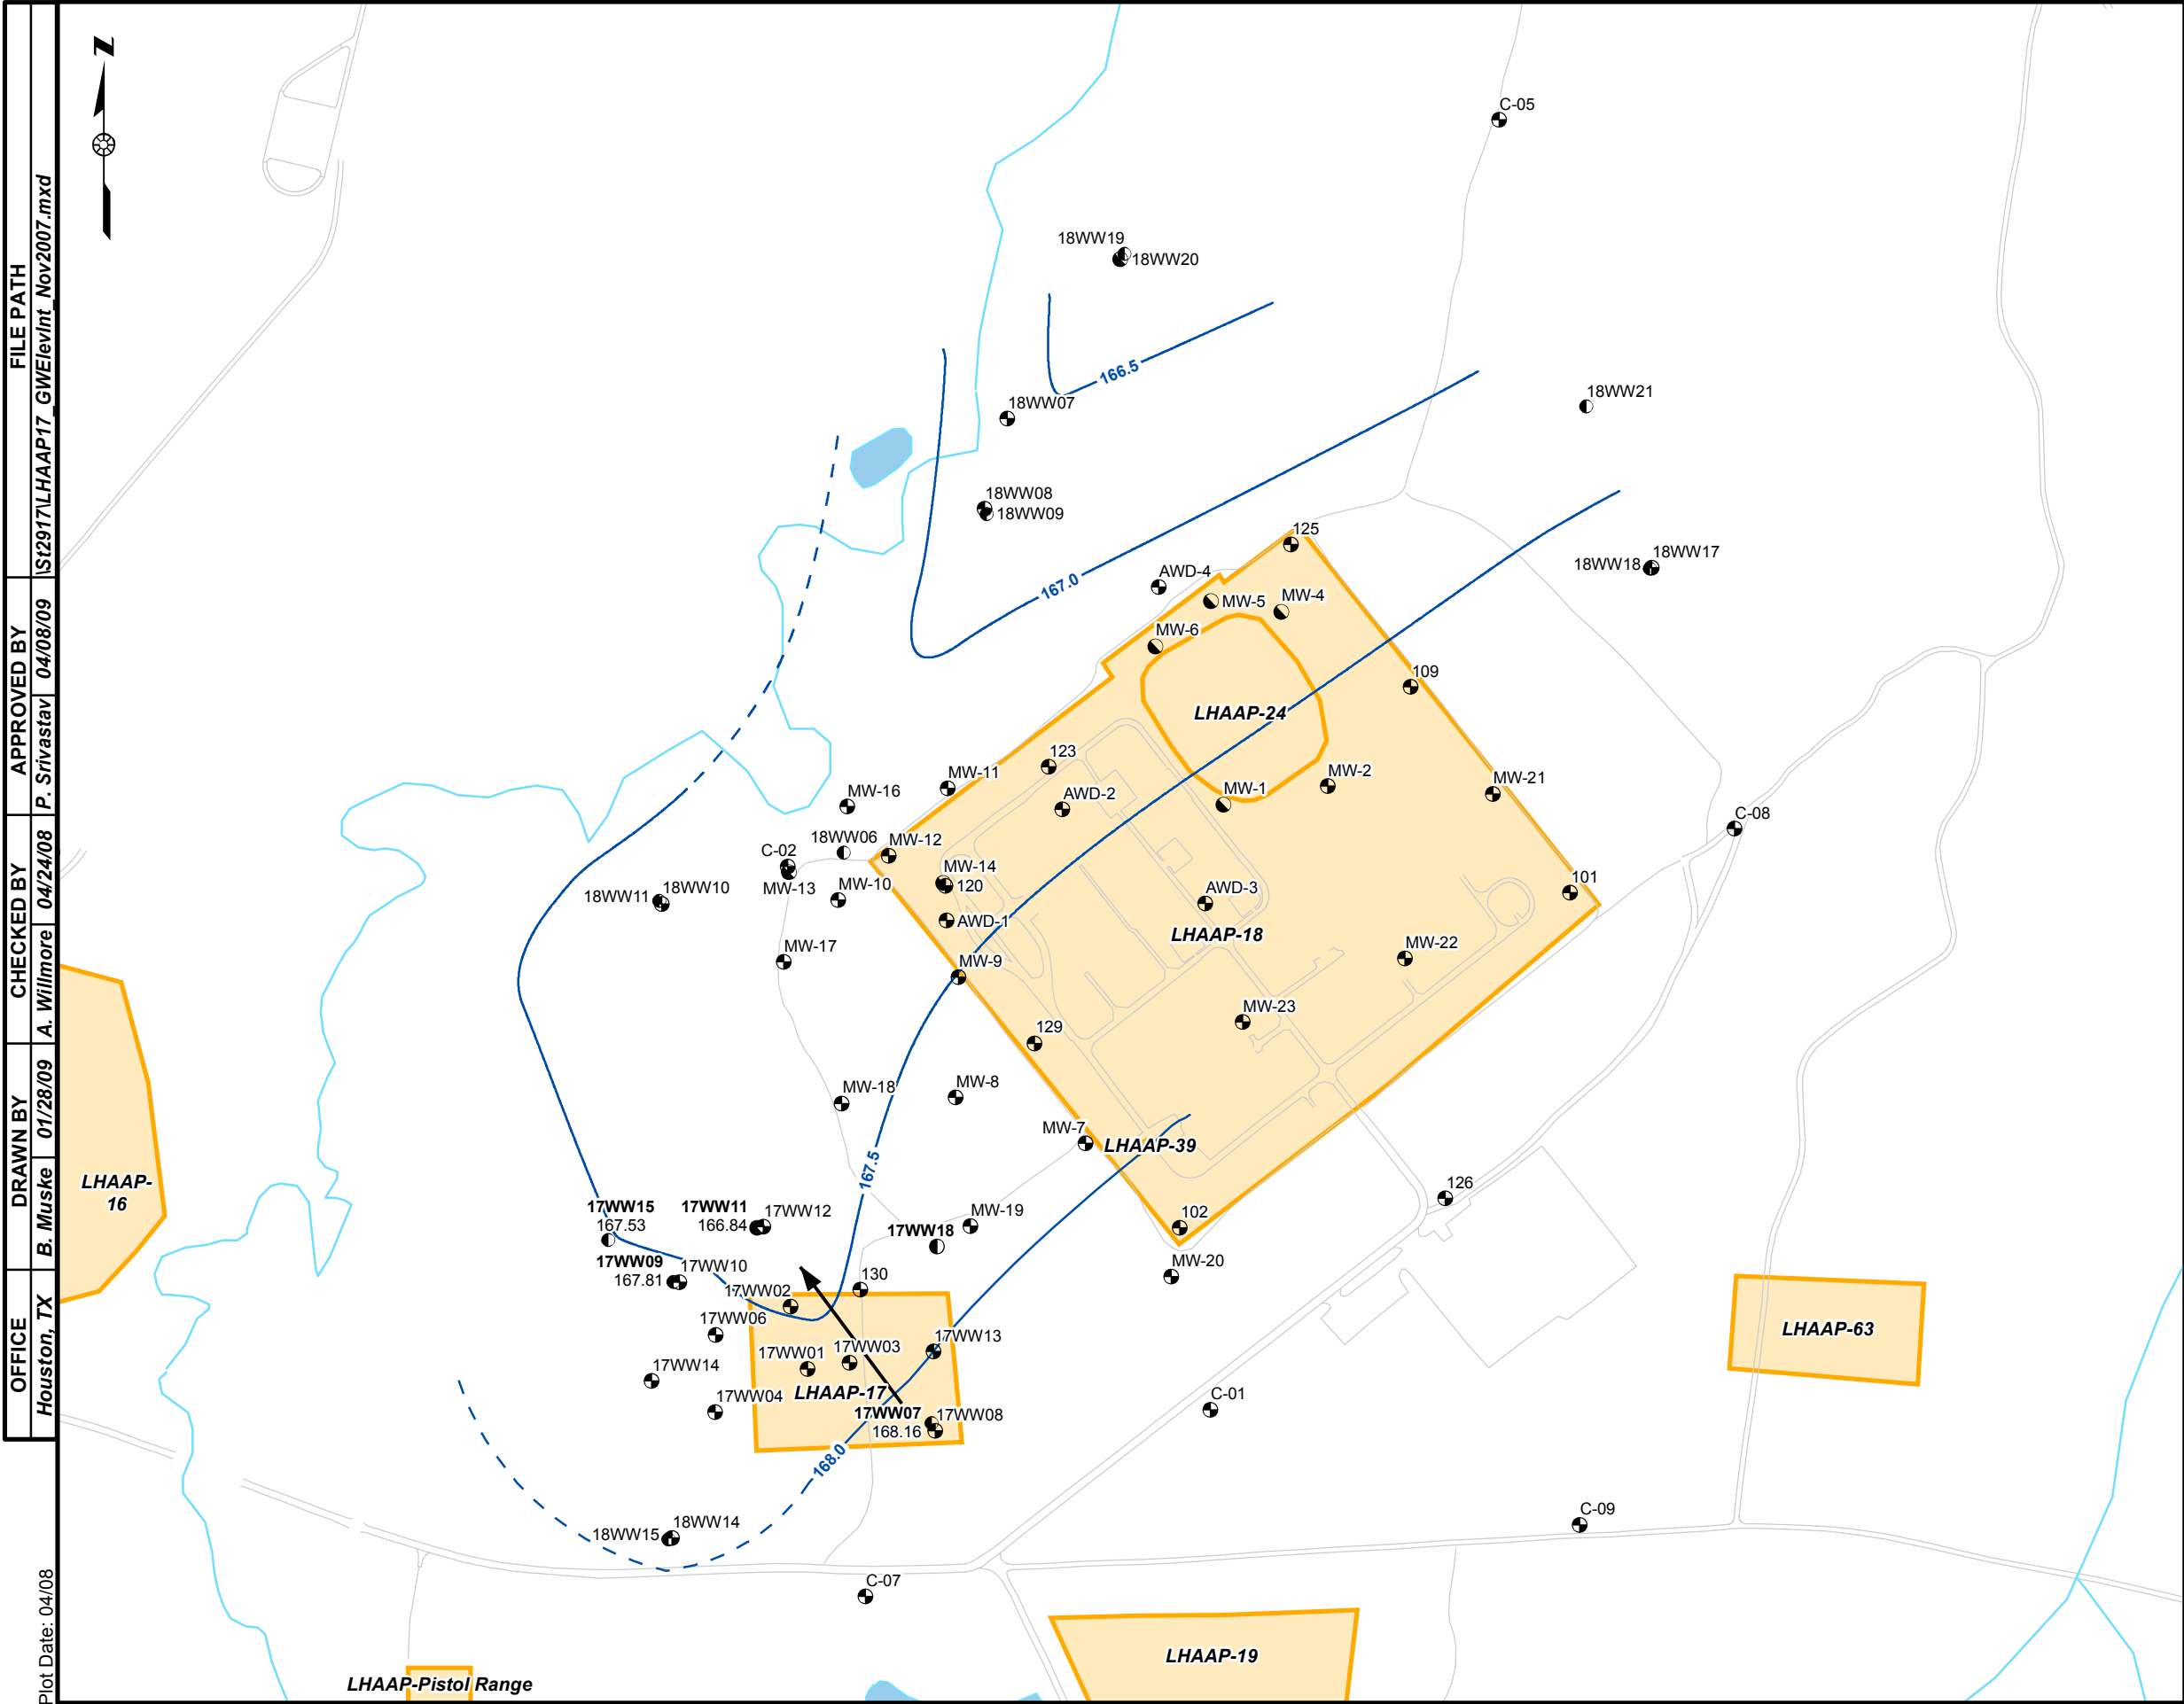 FILE PATH
\St2917\LHAAP17_GWElevInt_Nov2007.mxd
APPROVED BY
P. Srivastav 04/08/09
CHECKED BY
A. Willmore 04/24/08
DRAWN BY
B. Muske 01/28/09
OFFICE
Houston, TX
Plot Date: 04/08
N
C-05
18WW19
18WW20
166.5
18WW07
18WW21
18WW08
18WW09
125
18WW17
18WW18
AWD-4
167.0
MW-5
MW-4
MW-6
109
LHAAP-24
123
MW-11
MW-2
MW-21
MW-16
AWD-2
MW-1
C-08
18WW06
MW-12
C-02
MW-14
120
MW-13
MW-10
101
18WW10
18WW11
AWD-3
AWD-1
LHAAP-18
MW-17
MW-22
MW-9
MW-23
129
MW-18
MW-8
MW-7
LHAAP-39
LHAAP-
16
167.5
126
17WW15
167.53
17WW11
166.84
17WW12
MW-19
102
17WW18
17WW09
167.81
17WW10
MW-20
130
17WW02
17WW06
17WW13
LHAAP-63
17WW03
17WW01
17WW14
LHAAP-17
17WW04
C-01
17WW07
168.16
17WW08
168.0
C-09
18WW14
18WW15
C-07
LHAAP-19
LHAAP-Pistol Range